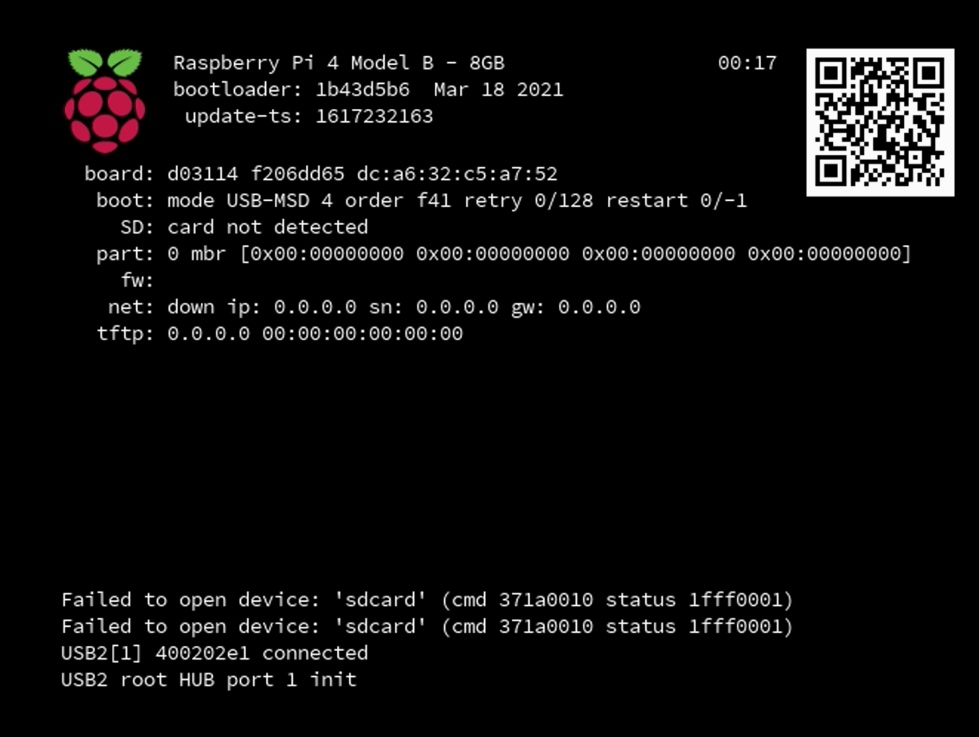 Raspberry Pi 4 Model B - 8GB 00:17
bootloader: 1b43d5b6 Mar 18 2021
update-ts: 1617232163
board: d03114 f206dd65 dc:a6:32:c5:a7:52
boot: mode USB-MSD 4 order f41 retry 0/128 restart 0/-1
SD: card not detected
part: 0 mbr [0x00:00000000 0x00:00000000 0x00:00000000 0x00:00000000]
fw:
net: down ip: 0.0.0.0 sn: 0.0.0.0 gw: 0.0.0.0
tftp: 0.0.0.0 00:00:00:00:00:00
Failed to open device: 'sdcard' (cmd 371a0010 status 1fff0001)
Failed to open device: 'sdcard' (cmd 371a0010 status 1fff0001)
USB2[1] 400202e1 connected
USB2 root HUB port 1 init